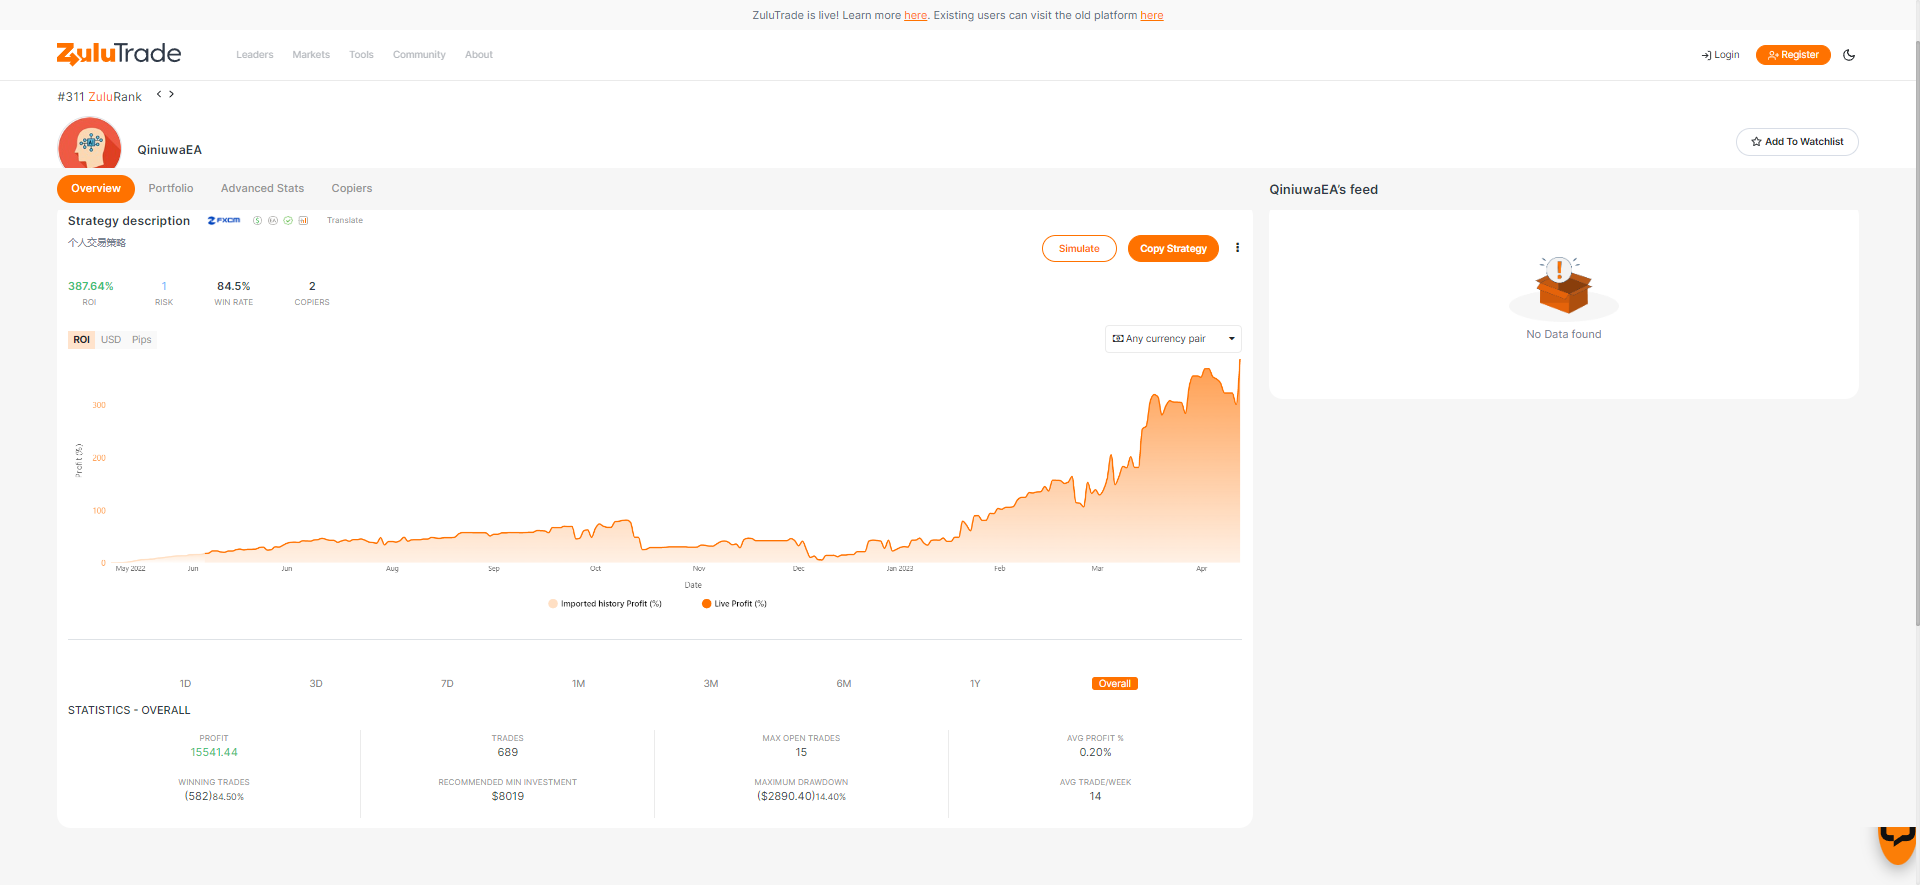 ZuluTrade is live! Learn more here. Existing users can visit the old platform here
ZuluTrade
Leaders Markets Tools Community About
Login
Register
#311 ZuluRank
QiniuwaEA
Add To Watchlist
Overview Portfolio Advanced Stats Copiers
QiniuwaEA's feed
Strategy description FXCM EA Translate
个人交易策略
Simulate Copy Strategy
387.64% 1 84.5% 2
ROI RISK WIN RATE COPIERS
ROI USD Pips
Any currency pair
No Data found
300
200
100
0
Profit (%)
May 2022 Jun Jun Aug Sep Oct Nov Dec Jan 2023 Feb Mar Apr
Date
Imported history Profit (%) Live Profit (%)
1D 3D 7D 1M 3M 6M 1Y Overall
STATISTICS - OVERALL
PROFIT TRADES MAX OPEN TRADES AVG PROFIT %
15541.44 689 15 0.20%
WINNING TRADES RECOMMENDED MIN INVESTMENT MAXIMUM DRAWDOWN AVG TRADE/WEEK
(582)84.50% $8019 ($2890.40)14.40% 14